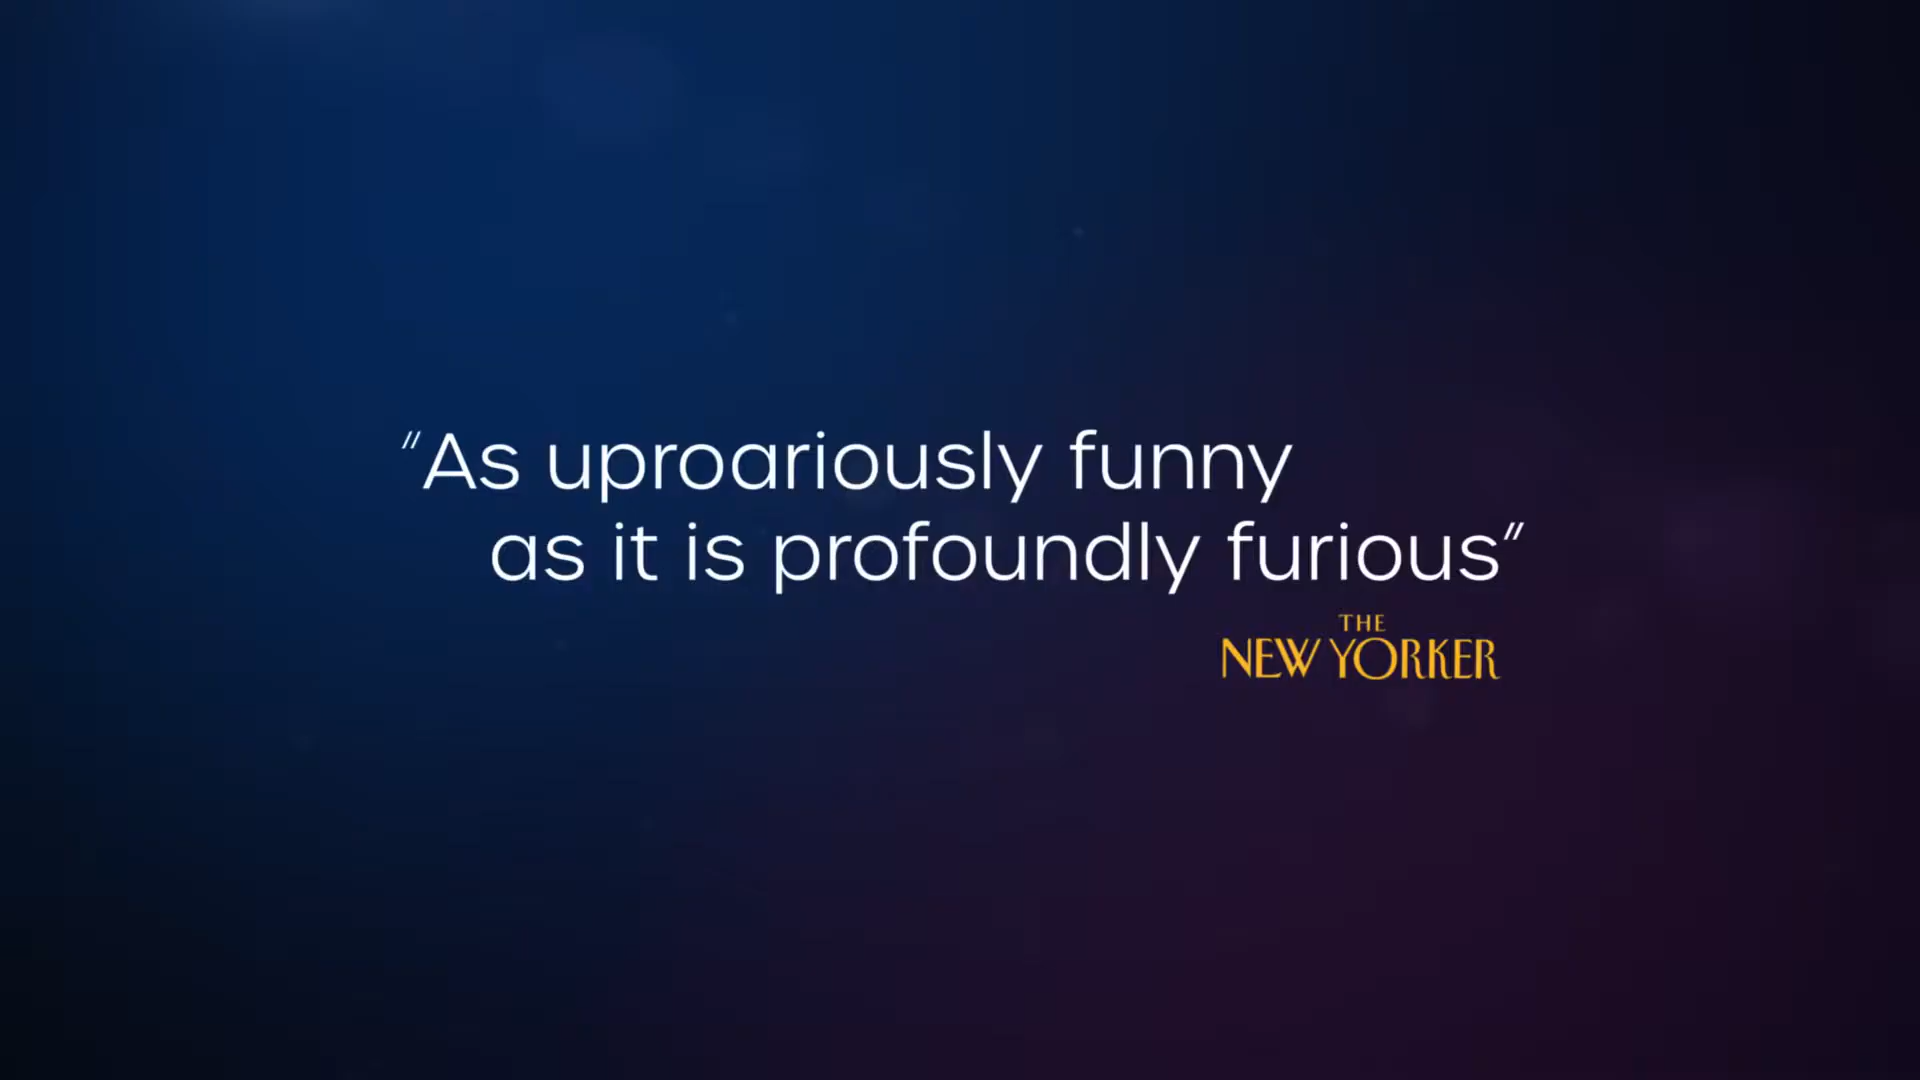 "As uproariously funny
as it is profoundly furious"
THE
NEW YORKER